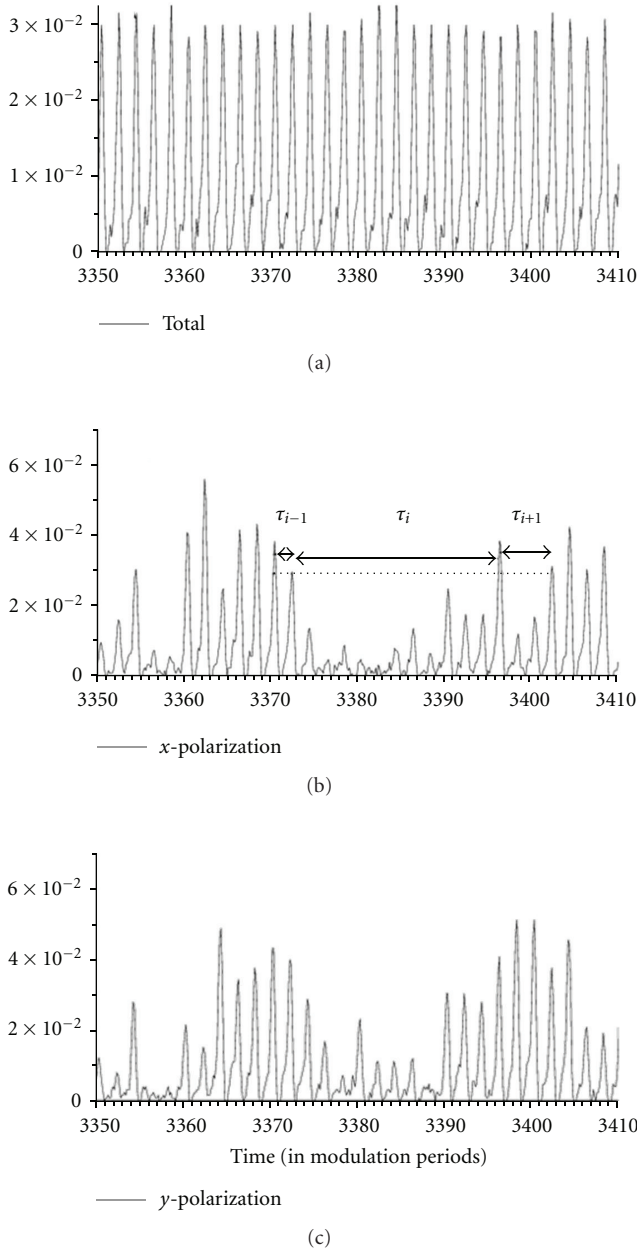 3 × 10⁻²
2 × 10⁻²
1 × 10⁻²
0
3350 3360 3370 3380 3390 3400 3410
Total
(a)
6 × 10⁻²
4 × 10⁻²
2 × 10⁻²
0
τᵢ₋₁ τᵢ τᵢ₊₁
3350 3360 3370 3380 3390 3400 3410
x-polarization
(b)
6 × 10⁻²
4 × 10⁻²
2 × 10⁻²
0
3350 3360 3370 3380 3390 3400 3410
Time (in modulation periods)
y-polarization
(c)